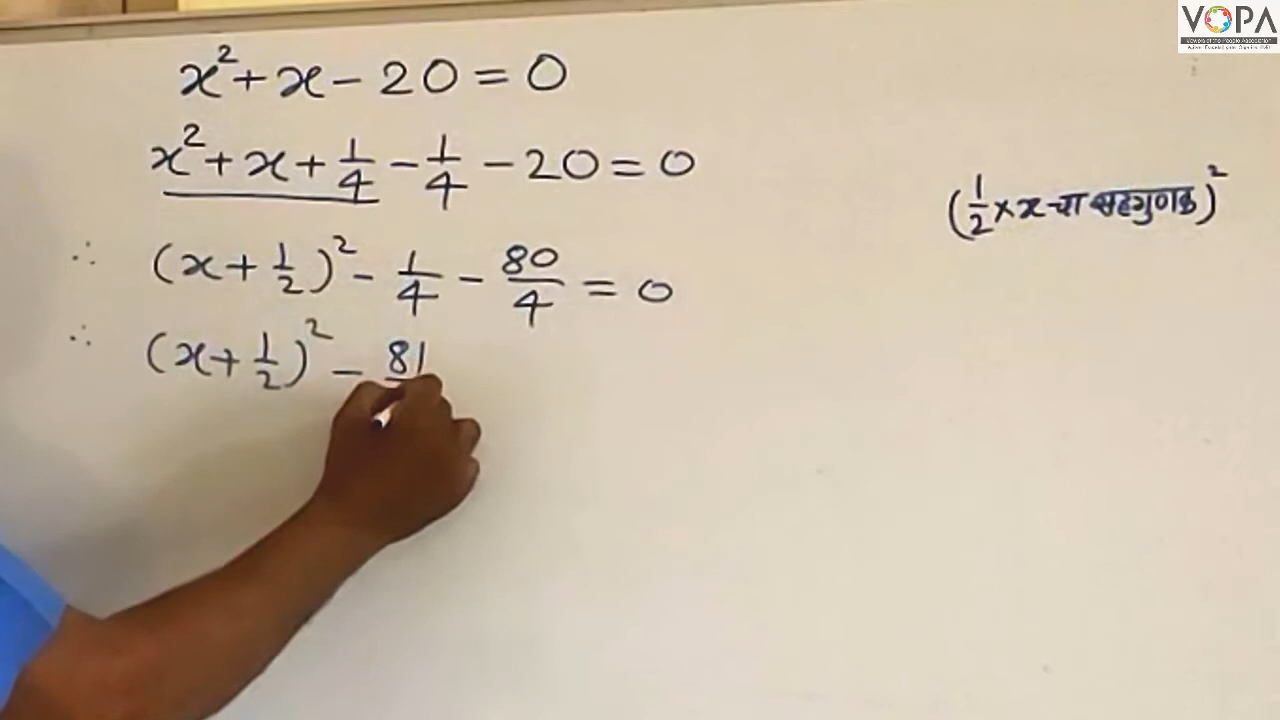 VOPA
x² + x − 20 = 0
x² + x + 1/4 − 1/4 − 20 = 0
(1/2 × x च्या सहगुणक)²
∴ (x + 1/2)² − 1/4 − 80/4 = 0
∴ (x + 1/2)² − 81